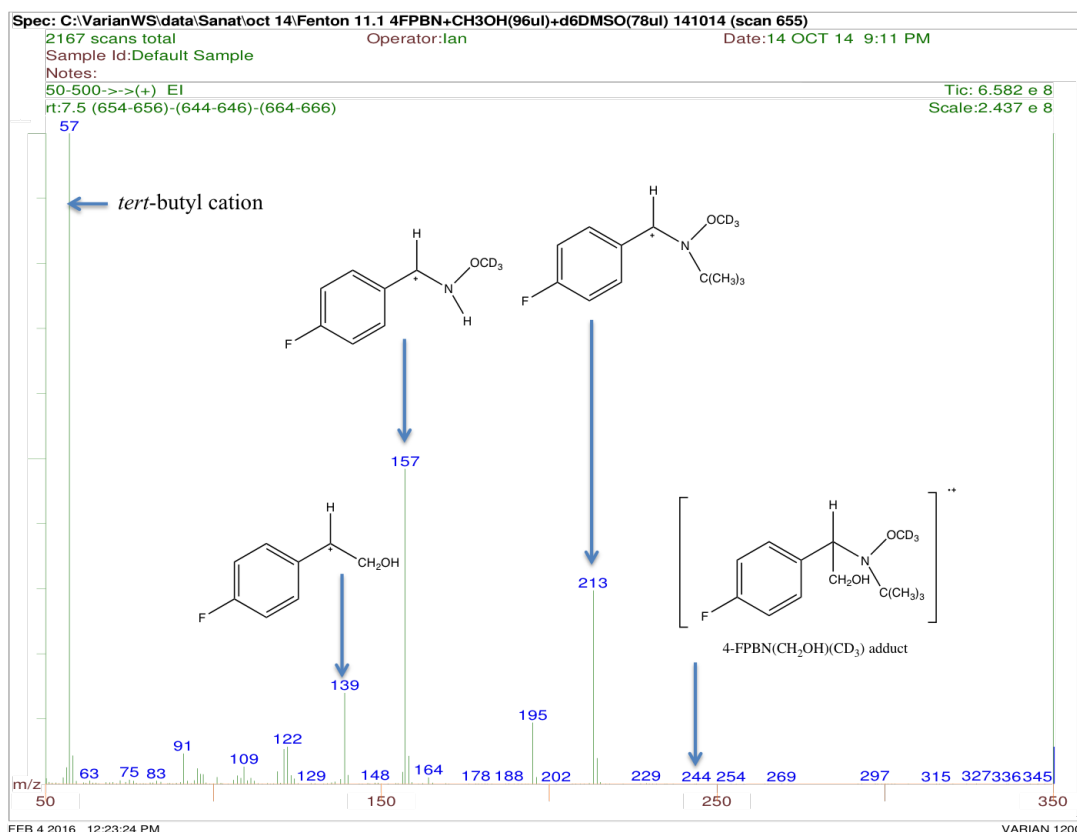 Spec: C:\VarianWS\data\Sanat\oct 14\Fenton 11.1 4FPBN+CH3OH(96ul)+d6DMSO(78ul) 141014 (scan 655)
2167 scans total Operator:Ian Date:14 OCT 14 9:11 PM
Sample Id:Default Sample
Notes:
50-500->->(+) EI Tic: 6.582 e 8
rt:7.5 (654-656)-(644-646)-(664-666) Scale:2.437 e 8
57
tert-butyl cation
H
OCD3
+
N
H
F
H
OCD3
+
N
C(CH3)3
F
157
H
+
CH2OH
F
213
·+
H
OCD3
N
CH2OH
C(CH3)3
F
4-FPBN(CH2OH)(CD3) adduct
139
195
91 122
109
63 75 83 129 148 164 178 188 202 229 244 254 269 297 315 327 336 345
m/z
50 150 250 350
FEB 4 2016 12:23:24 PM VARIAN 1200